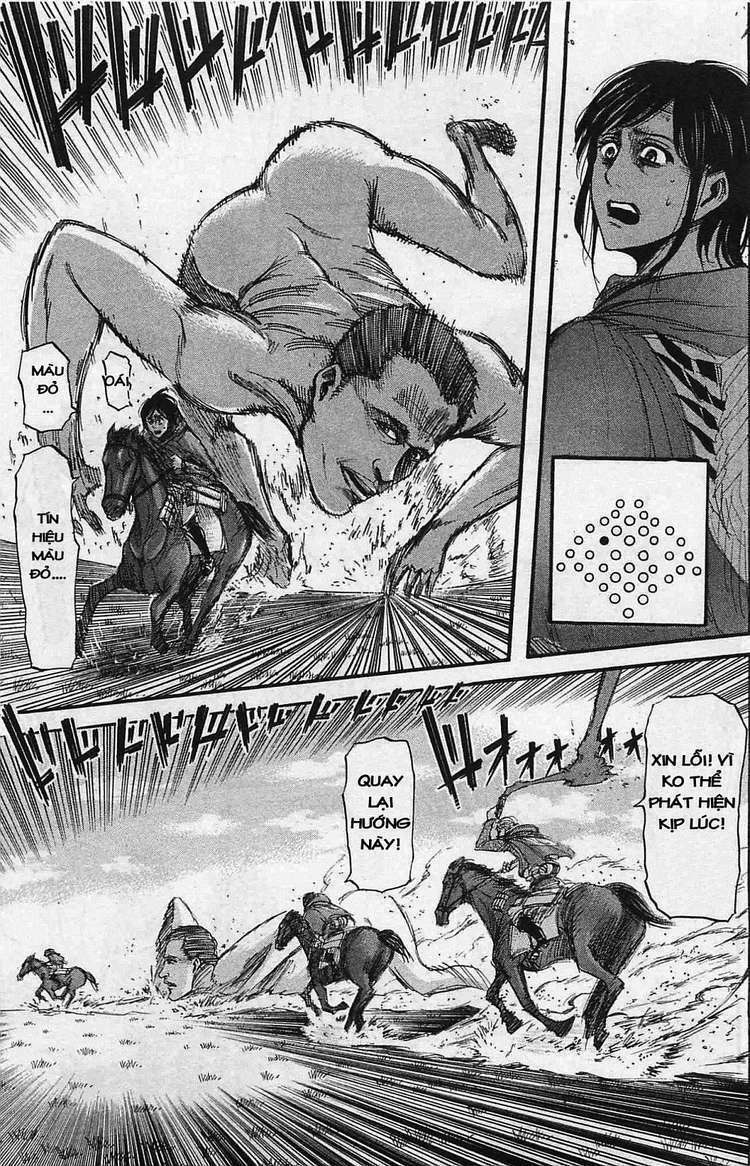 OÁI
MÀU
ĐỎ
...
TÍN
HIỆU
MÀU
ĐỎ....
XIN LỖI! VÌ
KO THỂ
PHÁT HIỆN
KỊP LÚC!
QUAY
LẠI
HƯỚNG
NÀY!